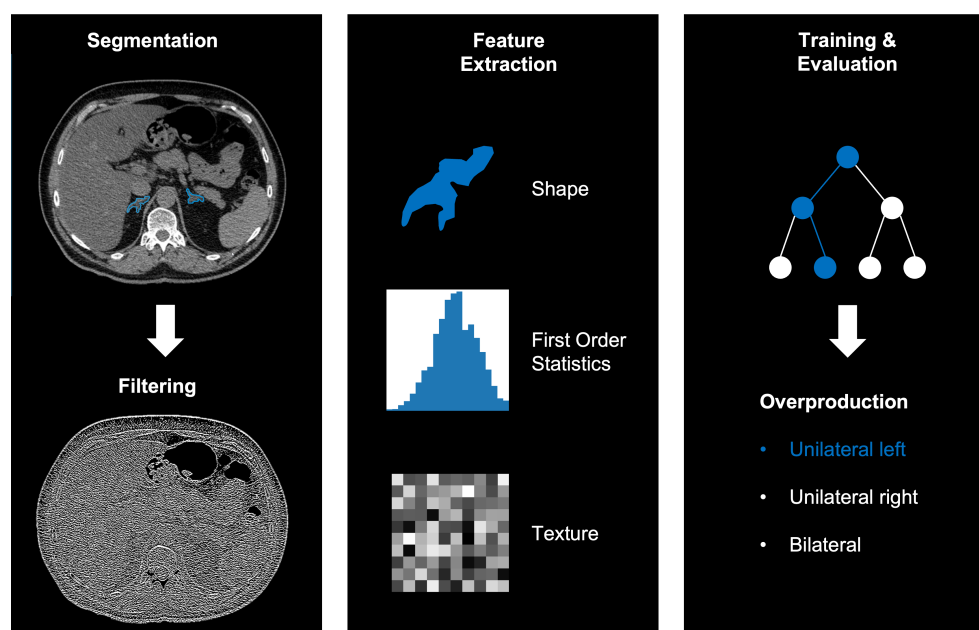 Segmentation
Filtering
Feature
Extraction
Shape
First Order
Statistics
Texture
Training &
Evaluation
Overproduction
• Unilateral left
• Unilateral right
• Bilateral